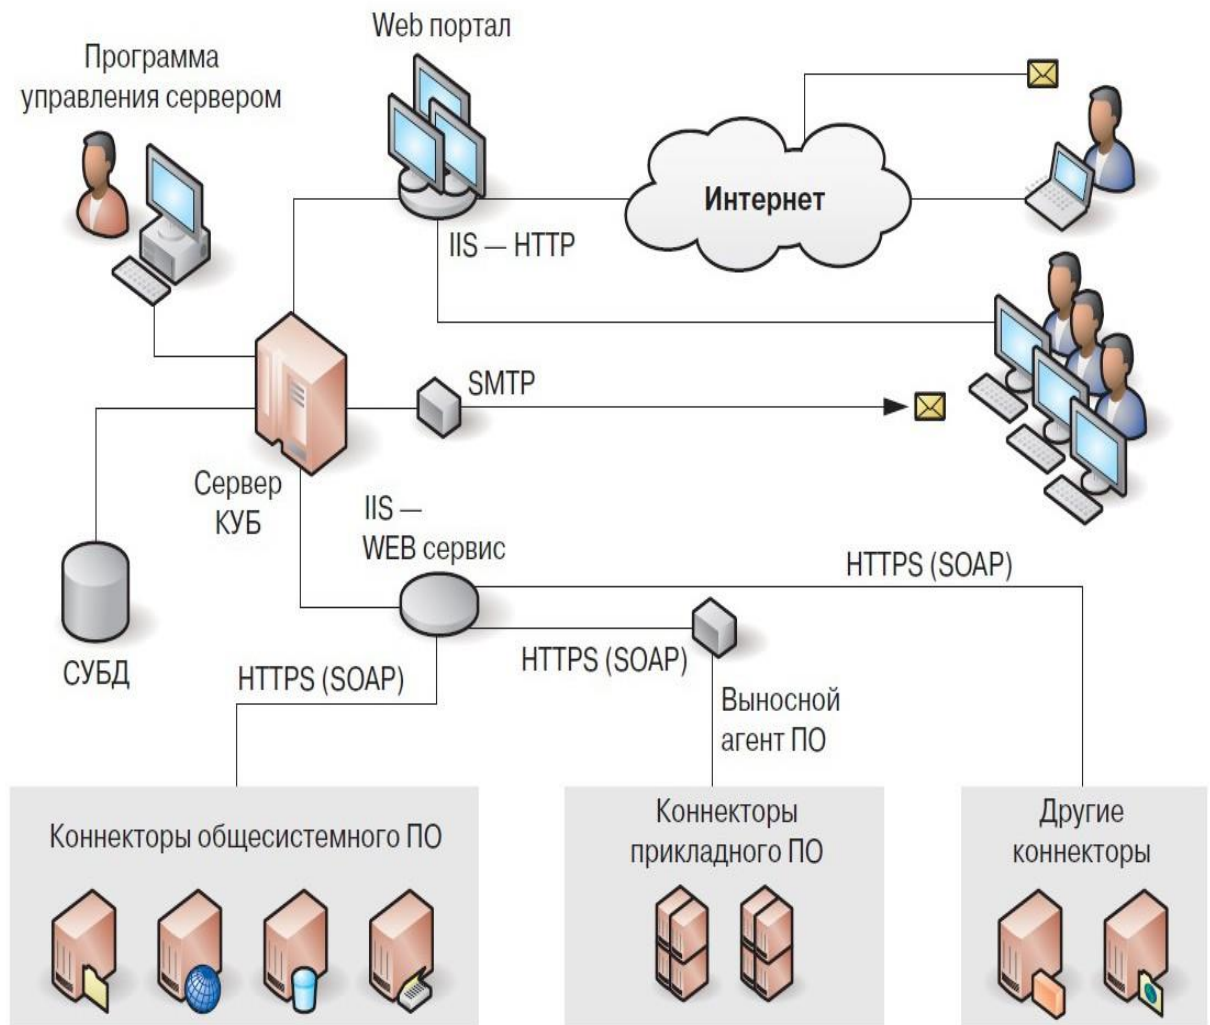 Web портал
Программа
управления сервером
Интернет
IIS — HTTP
SMTP
Сервер
КУБ
IIS —
WEB сервис
HTTPS (SOAP)
HTTPS (SOAP)
СУБД
HTTPS (SOAP)
Выносной
агент ПО
Коннекторы общесистемного ПО
Коннекторы
прикладного ПО
Другие
коннекторы